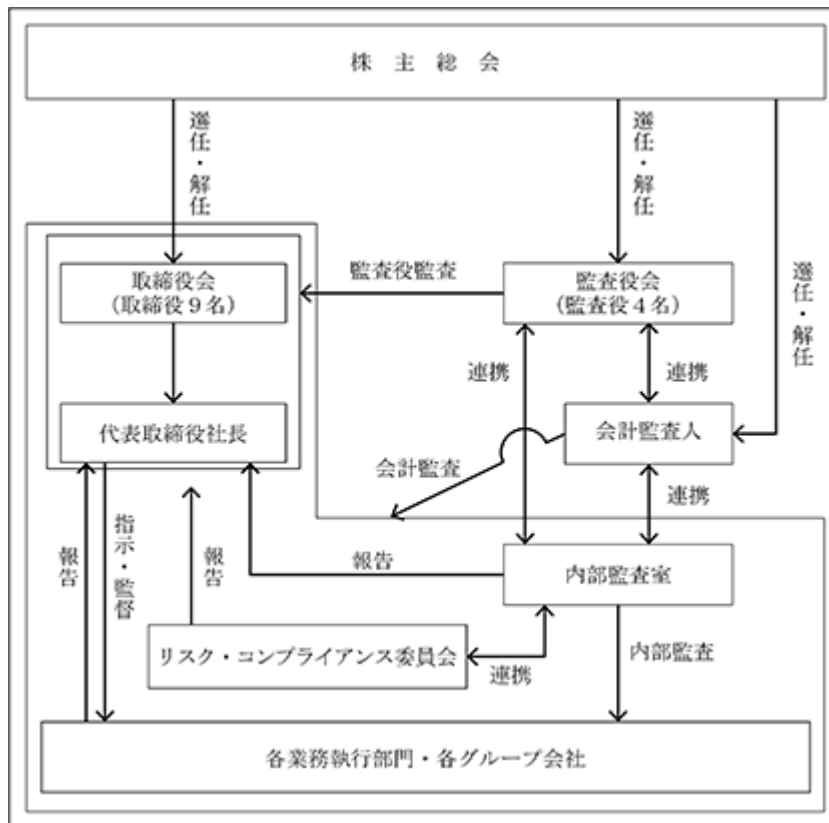 株主総会
選任・解任
選任・解任
選任・解任
取締役会
(取締役9名)
監査役監査
監査役会
(監査役4名)
連携
連携
代表取締役社長
会計監査人
会計監査
連携
報告
指示・監督
報告
報告
内部監査室
リスク・コンプライアンス委員会
連携
内部監査
各業務執行部門・各グループ会社